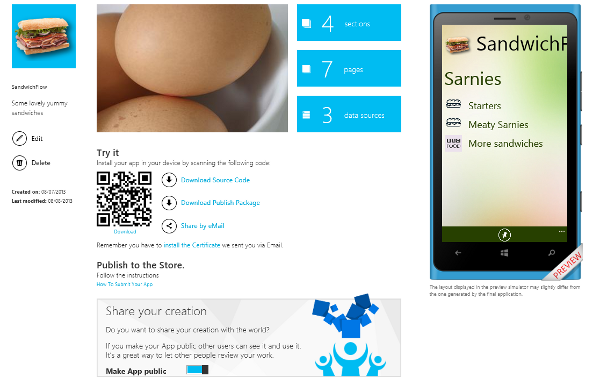 SandwichFlow
Some lovely yummy
sandwiches
Edit
Delete
Created on: 08-07/2013
Last modified: 08-08-2013
4 sections
7 pages
3 data sources
Try it
Install your app in your device by scanning the following code:
Download
Download Source Code
Download Publish Package
Share by eMail
Remember you have to install the Certificate we sent you via Email.
Publish to the Store.
Follow the instructions
How To Submit Your App
Share your creation
Do you want to share your creation with the world?
If you make your App public other users can see it and use it.
It's a great way to let other people review your work.
Make App public
SandwichF
Sarnies
Starters
Meaty Sarnies
More sandwiches
PREVIEW
The layout displayed in the preview simulator may slightly differ from
the one generated by the final application.